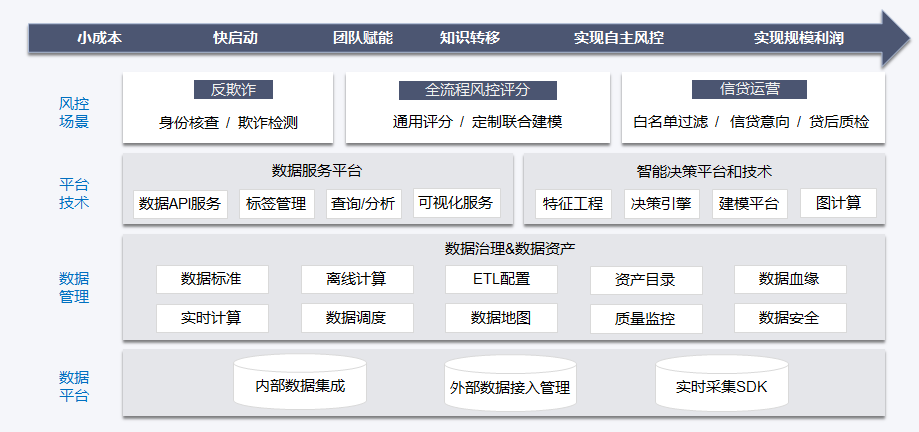 小成本 快启动 团队赋能 知识转移 实现自主风控 实现规模利润
风控
场景
反欺诈
身份核查 / 欺诈检测
全流程风控评分
通用评分 / 定制联合建模
信贷运营
白名单过滤 / 信贷意向 / 贷后质检
平台
技术
数据服务平台
数据API服务 标签管理 查询/分析 可视化服务
智能决策平台和技术
特征工程 决策引擎 建模平台 图计算
数据
管理
数据治理&数据资产
数据标准 离线计算 ETL配置 资产目录 数据血缘
实时计算 数据调度 数据地图 质量监控 数据安全
数据
平台
内部数据集成 外部数据接入管理 实时采集SDK